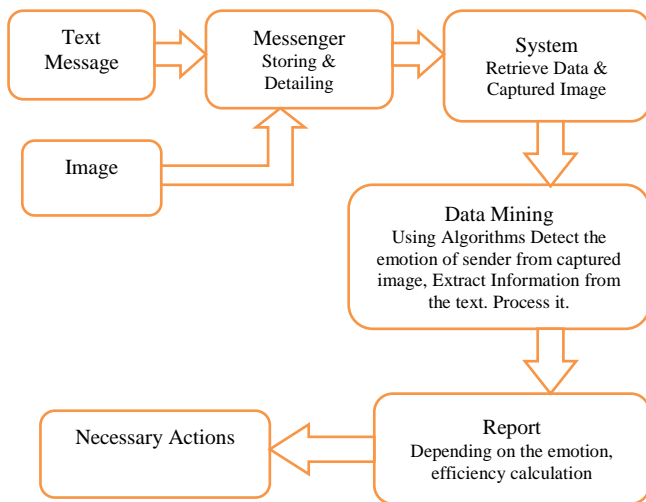 Text
Message
Messenger
Storing &
Detailing
System
Retrieve Data &
Captured Image
Image
Data Mining
Using Algorithms Detect the
emotion of sender from captured
image, Extract Information from
the text. Process it.
Report
Depending on the emotion,
efficiency calculation
Necessary Actions